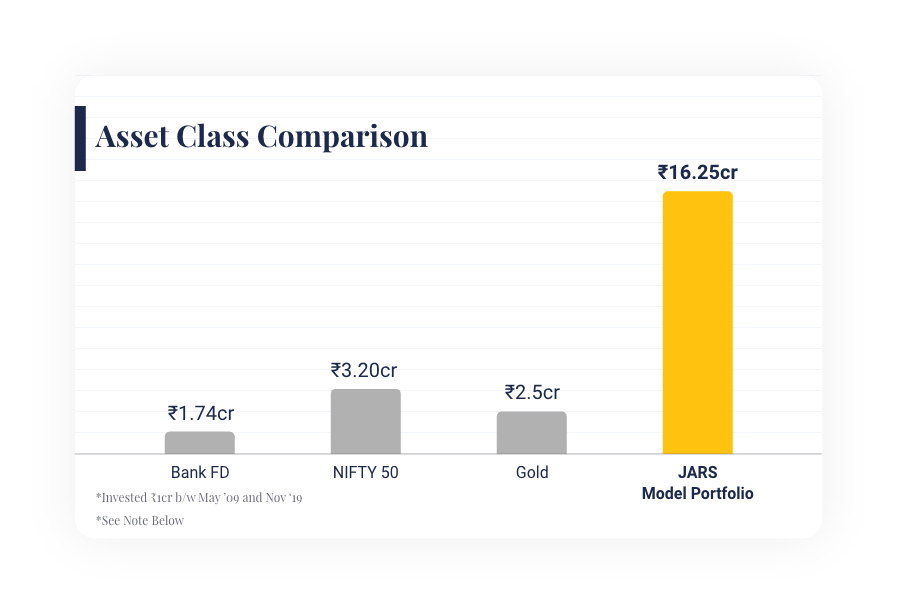 Asset Class Comparison
₹16.25cr
₹3.20cr
₹2.5cr
₹1.74cr
Bank FD
NIFTY 50
Gold
JARS
Model Portfolio
*Invested ₹1cr b/w May '09 and Nov '19
*See Note Below